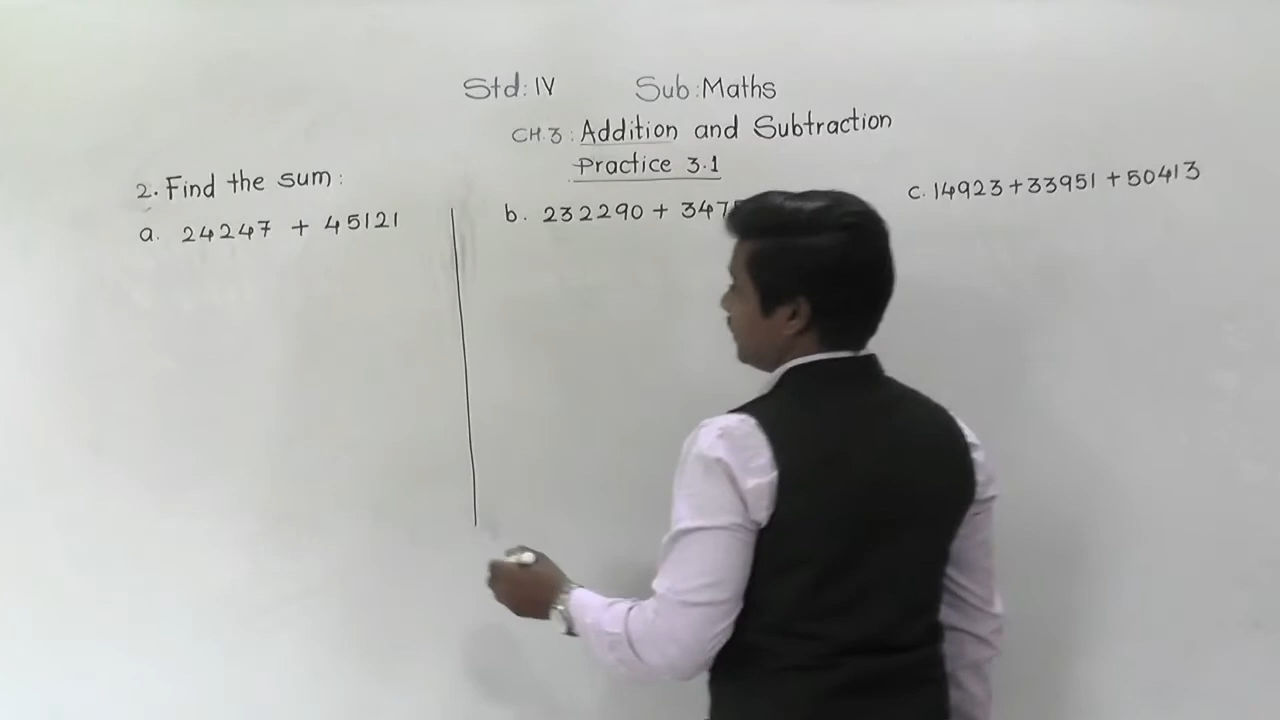 Std: IV Sub: Maths
CH.3: Addition and Subtraction
Practice 3.1
2. Find the sum:
a. 24247 + 45121
b. 232290 + 347
c. 14923+33951 +50413